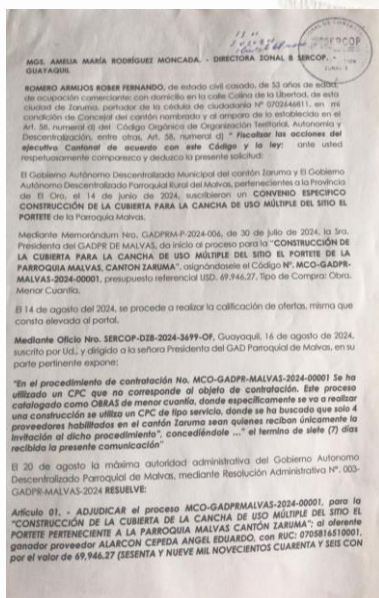 SERCOP
MGS. AMELIA MARÍA RODRÍGUEZ MONCADA. - DIRECTORA ZONAL 8 SERCOP. -
GUAYAQUIL
ROMERO ARMIJOS ROBER FERNANDO, de estado civil casado, de 53 años de edad,
de ocupación comerciante; con domicilio en la calle Colina de la Libertad, de esta
ciudad de Zaruma, portador de la cédula de ciudadanía Nº 0702646611, en mi
condición de Concejal del cantón nombrado y al amparo de lo establecido en el
Art. 58, numeral d) del Código Orgánico de Organización Territorial, Autonomía y
Descentralización, entre otras, Art. 58, numeral d) " Fiscalizar las acciones del
ejecutivo Cantonal de acuerdo con este Código y la ley; ante usted
respetuosamente comparezco y deduzco la presente solicitud:
El Gobierno Autónomo Descentralizado Municipal del cantón Zaruma y El Gobierno
Autónomo Descentralizado Parroquial Rural del Malvas, pertenecientes a la Provincia
de El Oro, el 14 de junio de 2024, suscribieron un CONVENIO ESPECIFICO
CONSTRUCCIÓN DE LA CUBIERTA PARA LA CANCHA DE USO MÚLTIPLE DEL SITIO EL
PORTETE de la Parroquia Malvas.
Mediante Memorándum Nro. GADPRM-P-2024-006, de 30 de julio de 2024, la Sra.
Presidenta del GADPR DE MALVAS, da inicio al proceso para la "CONSTRUCCIÓN DE
LA CUBIERTA PARA LA CANCHA DE USO MÚLTIPLE DEL SITIO EL PORTETE DE LA
PARROQUIA MALVAS, CANTON ZARUMA", asignándosele el Código Nº. MCO-GADPR-
MALVAS-2024-00001, presupuesto referencial USD. 69,946.27, Tipo de Compra: Obra.
Menor Cuantía.
El 14 de agosto del 2024, se procede a realizar la calificación de ofertas, misma que
consta elevada al portal.
Mediante Oficio Nro. SERCOP-DZ8-2024-3699-OF, Guayaquil, 16 de agosto de 2024,
suscrito por Ud., y dirigido a la señora Presidenta del GAD Parroquial de Malvas, en su
parte pertinente expone:
"En el procedimiento de contratación No. MCO-GADPR-MALVAS-2024-00001 Se ha
utilizado un CPC que no corresponde al objeto de contratación. Este proceso
catalogado como OBRAS de menor cuantía, donde específicamente se va a realizar
una construcción se utiliza un CPC de tipo servicio, donde se ha buscado que solo 4
proveedores habilitados en el cantón Zaruma sean quienes reciban únicamente la
invitación al dicho procedimiento", concediéndole ..." el termino de siete (7) días
recibida la presente comunicación"
El 20 de agosto la máxima autoridad administrativa del Gobierno Autonomo
Descentralizado Parroquial de Malvas, mediante Resolución Administrativa Nº. 003-
GADPR-MALVAS-2024 RESUELVE:
Artículo 01. - ADJUDICAR el proceso MCO-GADPRMALVAS-2024-00001, para la
"CONSTRUCCIÓN DE LA CUBIERTA DE LA CANCHA DE USO MÚLTIPLE DEL SITIO EL
PORTETE PERTENECIENTE A LA PARROQUIA MALVAS CANTÓN ZARUMA"; al oferente
ganador proveedor ALARCON CEPEDA ANGEL EDUARDO, con RUC: 0705816510001,
por el valor de 69,946.27 (SESENTA Y NUEVE MIL NOVECIENTOS CUARENTA Y SEIS CON